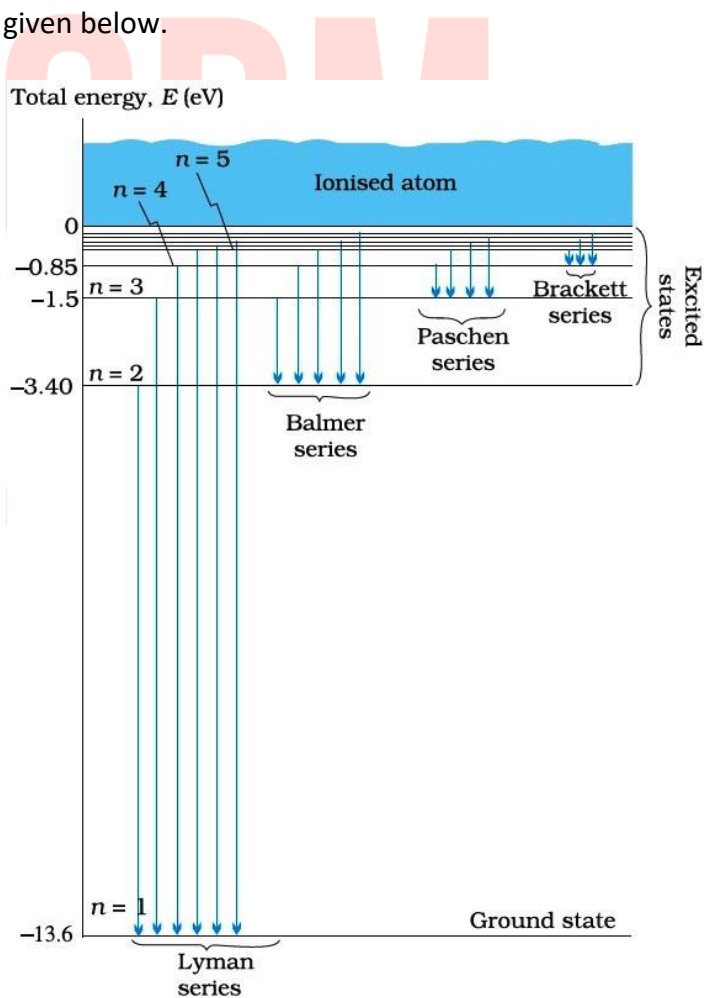 given below.
Total energy, E (eV)
n = 5
n = 4
Ionised atom
0
–0.85
n = 3
–1.5
Brackett
series
Excited
states
Paschen
series
n = 2
–3.40
Balmer
series
n = 1
Ground state
–13.6
Lyman
series